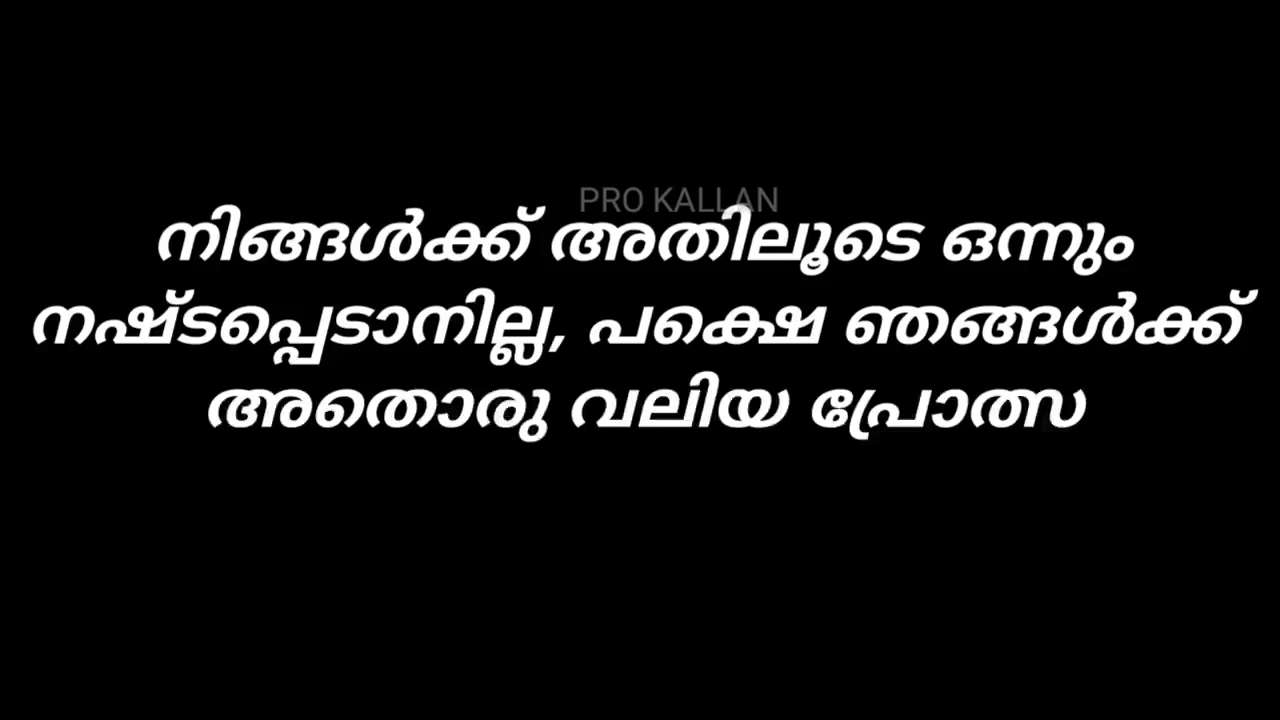 PRO KALLAN
നിങ്ങൾക്ക് അതിലൂടെ ഒന്നും
നഷ്ടപ്പെടാനില്ല, പക്ഷെ ഞങ്ങൾക്ക്
അതൊരു വലിയ പ്രോത്സ